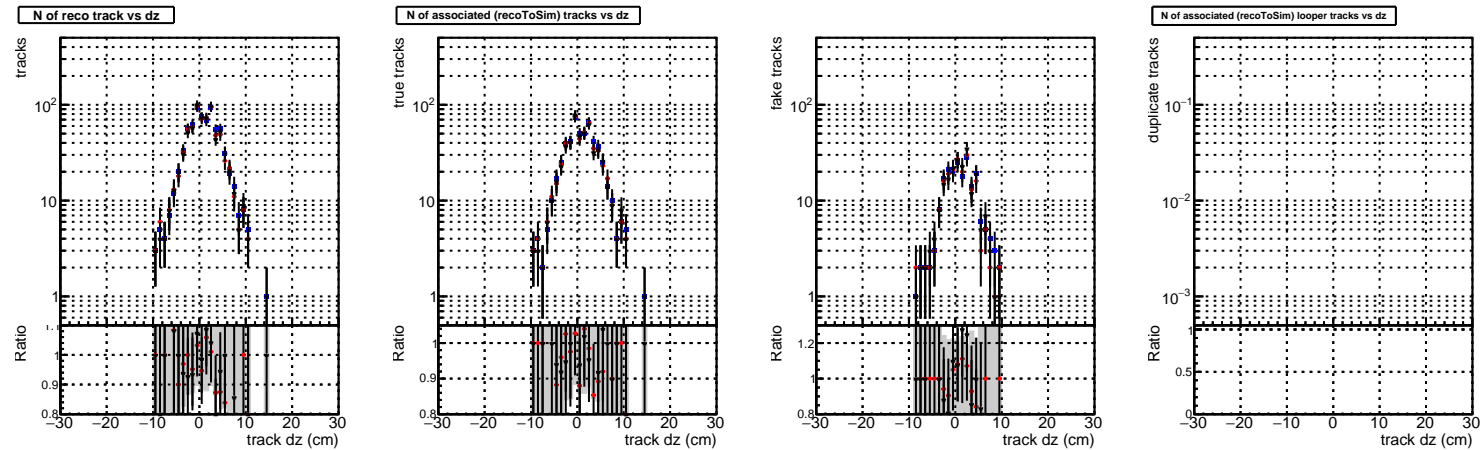 N of reco track vs dz
tracks
10²
10
1
Ratio
1.1
1
0.9
0.8
−30 −20 −10 0 10 20 30
track dz (cm)
N of associated (recoToSim) tracks vs dz
true tracks
10²
10
1
Ratio
1
0.9
0.8
−30 −20 −10 0 10 20 30
track dz (cm)
fake tracks
10²
10
1
Ratio
1.2
1
0.8
−30 −20 −10 0 10 20 30
track dz (cm)
N of associated (recoToSim) looper tracks vs dz
duplicate tracks
10⁻¹
10⁻²
10⁻³
Ratio
1
0.5
0
−30 −20 −10 0 10 20 30
track dz (cm)